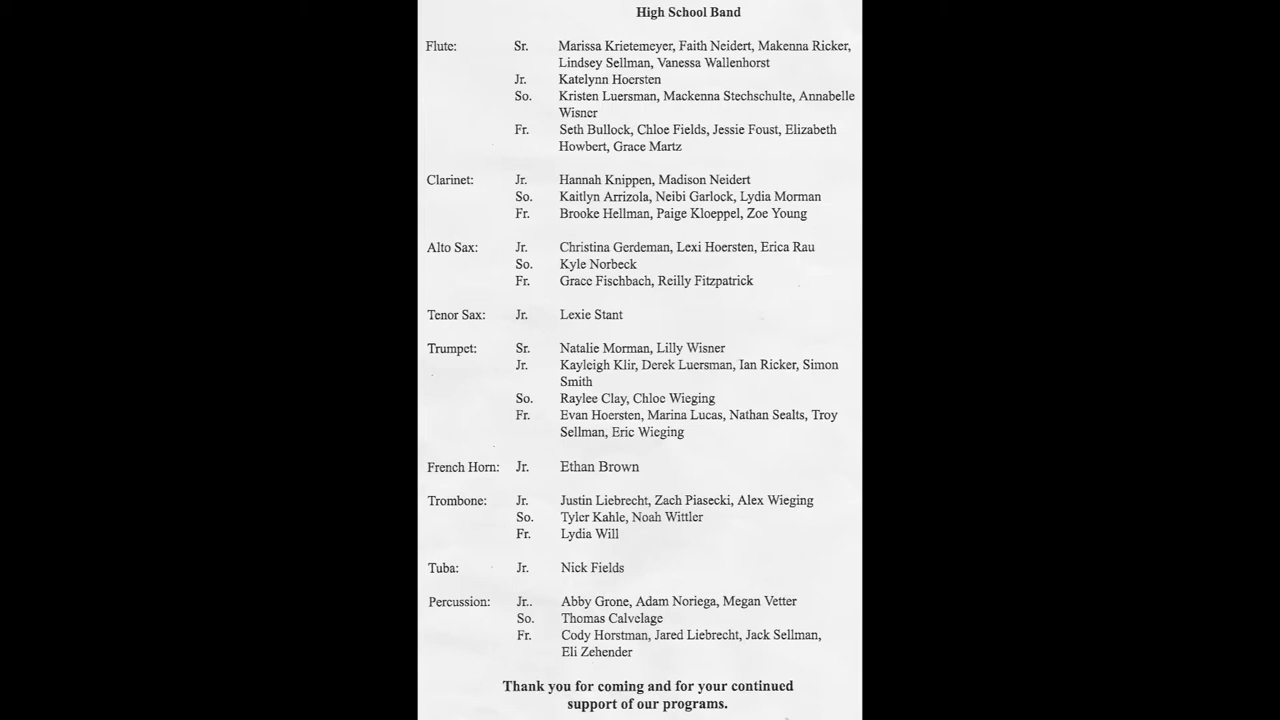 High School Band
Flute: Sr. Marissa Krietemeyer, Faith Neidert, Makenna Ricker,
Lindsey Sellman, Vanessa Wallenhorst
Jr. Katelynn Hoersten
So. Kristen Luersman, Mackenna Stechschulte, Annabelle
Wisner
Fr. Seth Bullock, Chloe Fields, Jessie Foust, Elizabeth
Howbert, Grace Martz
Clarinet: Jr. Hannah Knippen, Madison Neidert
So. Kaitlyn Arrizola, Neibi Garlock, Lydia Morman
Fr. Brooke Hellman, Paige Kloeppel, Zoe Young
Alto Sax: Jr. Christina Gerdeman, Lexi Hoersten, Erica Rau
So. Kyle Norbeck
Fr. Grace Fischbach, Reilly Fitzpatrick
Tenor Sax: Jr. Lexie Stant
Trumpet: Sr. Natalie Morman, Lilly Wisner
Jr. Kayleigh Klir, Derek Luersman, Ian Ricker, Simon
Smith
So. Raylee Clay, Chloe Wieging
Fr. Evan Hoersten, Marina Lucas, Nathan Sealts, Troy
Sellman, Eric Wieging
French Horn: Jr. Ethan Brown
Trombone: Jr. Justin Liebrecht, Zach Piasecki, Alex Wieging
So. Tyler Kahle, Noah Wittler
Fr. Lydia Will
Tuba: Jr. Nick Fields
Percussion: Jr.. Abby Grone, Adam Noriega, Megan Vetter
So. Thomas Calvelage
Fr. Cody Horstman, Jared Liebrecht, Jack Sellman,
Eli Zehender
Thank you for coming and for your continued
support of our programs.